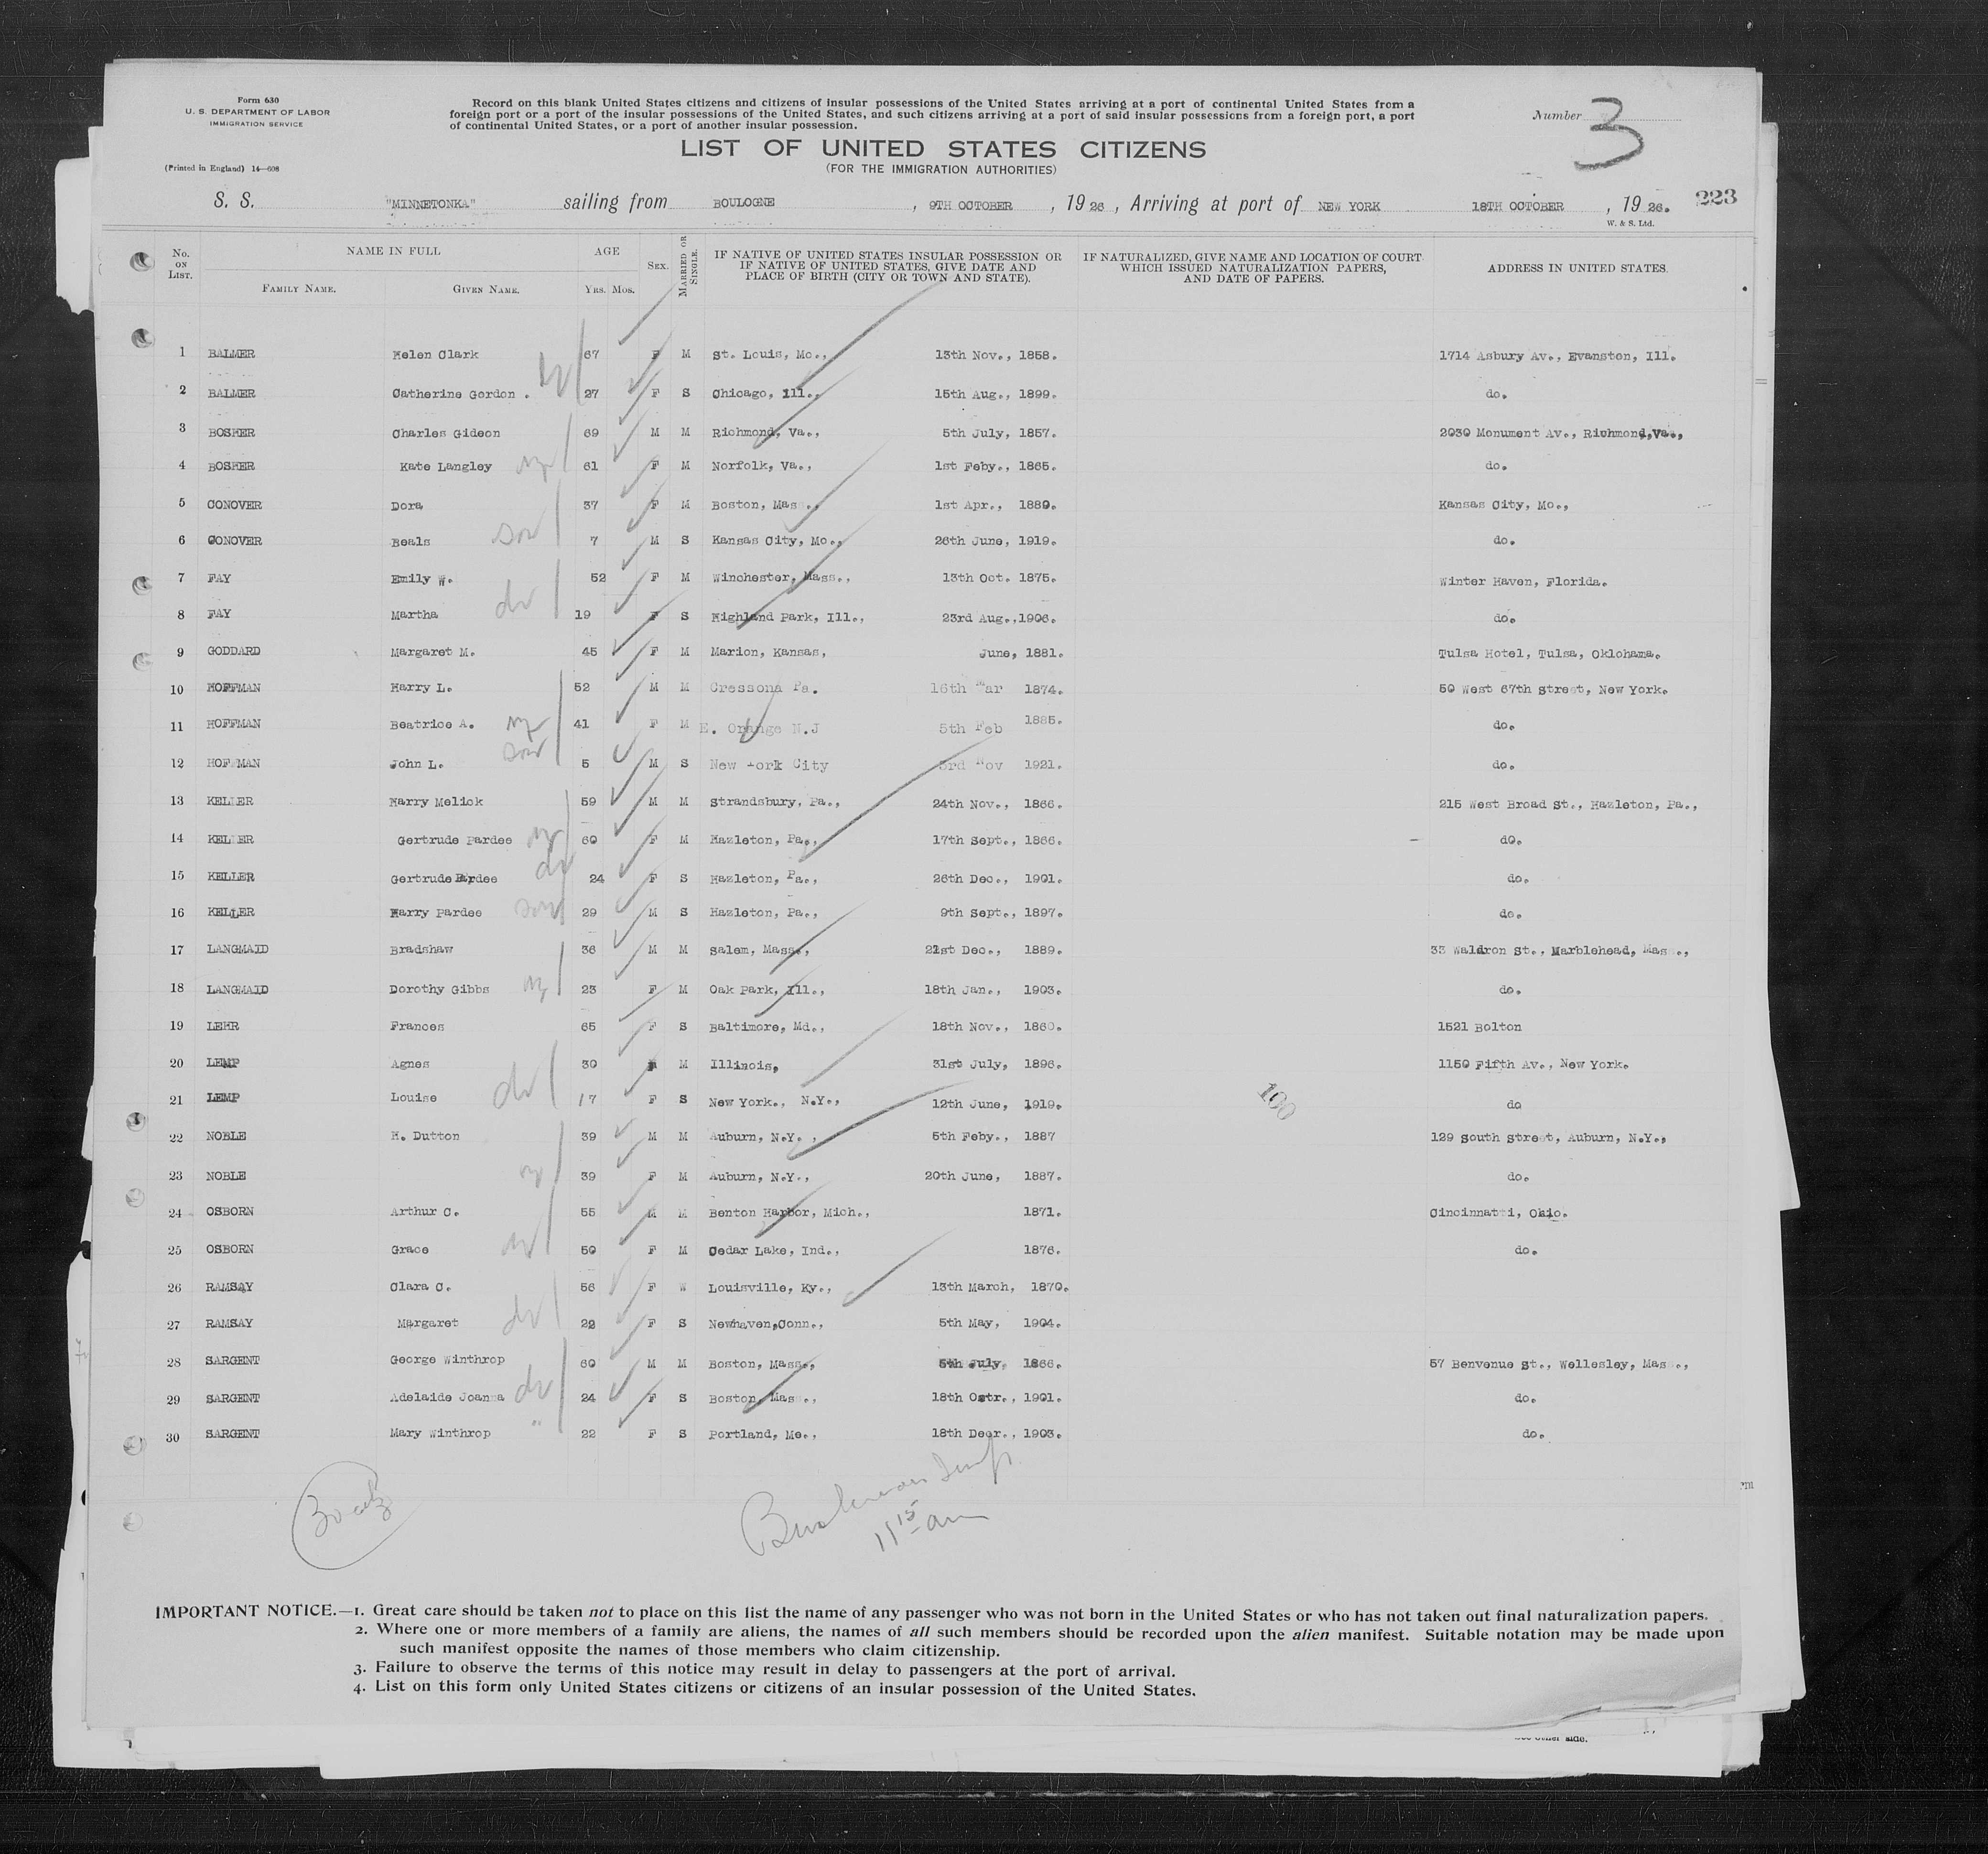 Form 630
U. S. DEPARTMENT OF LABOR
IMMIGRATION SERVICE
(Printed in England) 14—608
Record on this blank United States citizens and citizens of insular possessions of the United States arriving at a port of continental United States from a
foreign port or a port of the insular possessions of the United States, and such citizens arriving at a port of said insular possessions from a foreign port, a port
of continental United States, or a port of another insular possession.
Number 3
LIST OF UNITED STATES CITIZENS
(FOR THE IMMIGRATION AUTHORITIES)
S. S. "MINNETONKA" sailing from BOULOGNE, 9TH OCTOBER, 1926, Arriving at port of NEW YORK 18TH OCTOBER, 1926. 223
W. & S. Ltd.
No. ON LIST. NAME IN FULL FAMILY NAME. GIVEN NAME. AGE YRS. MOS. SEX. MARRIED OR SINGLE. IF NATIVE OF UNITED STATES INSULAR POSSESSION OR IF NATIVE OF UNITED STATES, GIVE DATE AND PLACE OF BIRTH (CITY OR TOWN AND STATE). IF NATURALIZED, GIVE NAME AND LOCATION OF COURT WHICH ISSUED NATURALIZATION PAPERS, AND DATE OF PAPERS. ADDRESS IN UNITED STATES.
1 BALMER Helen Clark 67 F M St. Louis, Mo., 13th Nov., 1858. 1714 Asbury Av., Evanston, Ill.
2 BALMER Catherine Gordon . 27 F S Chicago, Ill., 15th Aug., 1899. do.
3 BOSHER Charles Gideon 69 M M Richmond, Va., 5th July, 1857. 2030 Monument Av., Richmond,Va.,
4 BOSHER Kate Langley 61 F M Norfolk, Va., 1st Feby., 1865. do.
5 CONOVER Dora 37 F M Boston, Mas ., 1st Apr., 1889. Kansas City, Mo.,
6 CONOVER Beals son 7 M S Kansas City, Mo., 26th June, 1919. do.
7 FAY Emily W. 52 F M Winchester, Mass., 13th Oct. 1875. Winter Haven, Florida.
8 FAY Martha 19 F S Highland Park, Ill., 23rd Aug.,1906. do.
9 GODDARD Margaret M. 45 F M Marion, Kansas, June, 1881. Tulsa Hotel, Tulsa, Oklohama.
10 HOFFMAN Harry L. 52 M M Cressona Pa. 16th Mar 1874. 50 West 67th Street, New York.
11 HOFFMAN Beatrice A. 41 F M E. Orange N.J 5th Feb 1885. do.
12 HOF MAN John L. son 5 M S New York City 3rd Nov 1921. do.
13 KELLER Harry Melick 59 M M Strandsbury, Pa., 24th Nov., 1866. 215 West Broad St., Hazleton, Pa.,
14 KELLER Gertrude Pardee 60 F M Hazleton, Pa., 17th Sept., 1866. do.
15 KELLER Gertrude Pardee 24 F S Hazleton, Pa., 26th Dec., 1901. do.
16 KELLER Harry Pardee son 29 M S Hazleton, Pa., 9th Sept., 1897. do.
17 LANGMAID Bradshaw 36 M M Salem, Mass., 21st Dec., 1889. 33 Waldron St., Marblehead, Mas .,
18 LANGMAID Dorothy Gibbs 23 F M Oak Park, Ill., 18th Jan., 1903. do.
19 LEHR Frances 65 F S Baltimore, Md., 18th Nov., 1860. 1521 Bolton
20 LEMP Agnes 30 M Illinois, 31st July, 1896. 1150 Fifth Av., New York.
21 LEMP Louise 17 F S New York., N.Y., 12th June, 1919. do
100
22 NOBLE H. Dutton 39 M M Auburn, N.Y. , 5th Feby., 1887 129 South Street, Auburn, N.Y.,
23 NOBLE 39 F M Auburn, N.Y., 20th June, 1887. do.
24 OSBORN Arthur C. 55 M M Benton Harbor, Mich., 1871. Cincinnatti, Ohio.
25 OSBORN Grace 50 F M Cedar Lake, Ind., 1876. do.
26 RAMSAY Clara C. 56 F W Louisville, Ky., 13th March, 1870.
27 RAMSAY Margaret 22 F S Newhaven,Conn., 5th May, 1904.
28 SARGENT George Winthrop 60 M M Boston, Mass., 5th July, 1866. 57 Benvenue St., Wellesley, Mas .,
29 SARGENT Adelaide Joanna 24 F S Boston, Mas ., 18th Ostr., 1901. do.
30 SARGENT Mary Winthrop " 22 F S Portland, Me., 18th Decr., 1903. do.
11 15 am
IMPORTANT NOTICE.—1. Great care should be taken not to place on this list the name of any passenger who was not born in the United States or who has not taken out final naturalization papers.
2. Where one or more members of a family are aliens, the names of all such members should be recorded upon the alien manifest. Suitable notation may be made upon
such manifest opposite the names of those members who claim citizenship.
3. Failure to observe the terms of this notice may result in delay to passengers at the port of arrival.
4. List on this form only United States citizens or citizens of an insular possession of the United States.
other side.